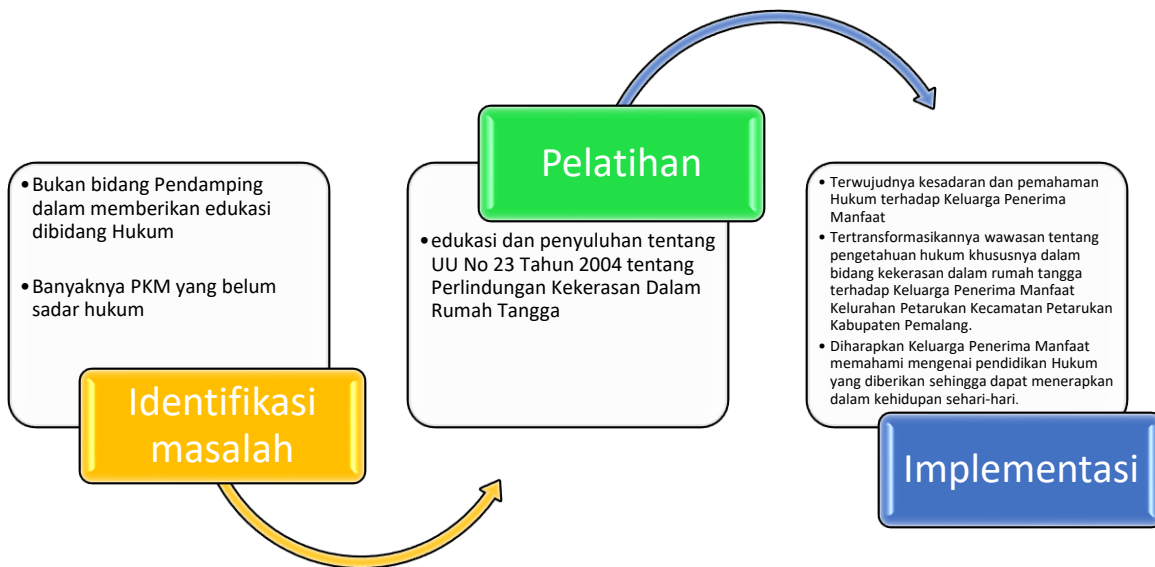 • Bukan bidang Pendamping
dalam memberikan edukasi
dibidang Hukum
• Banyaknya PKM yang belum
sadar hukum
Identifikasi
masalah
Pelatihan
• edukasi dan penyuluhan tentang
UU No 23 Tahun 2004 tentang
Perlindungan Kekerasan Dalam
Rumah Tangga
• Terwujudnya kesadaran dan pemahaman
Hukum terhadap Keluarga Penerima
Manfaat
• Tertransformasikannya wawasan tentang
pengetahuan hukum khususnya dalam
bidang kekerasan dalam rumah tangga
terhadap Keluarga Penerima Manfaat
Kelurahan Petarukan Kecamatan Petarukan
Kabupaten Pemalang.
• Diharapkan Keluarga Penerima Manfaat
memahami mengenai pendidikan Hukum
yang diberikan sehingga dapat menerapkan
dalam kehidupan sehari-hari.
Implementasi